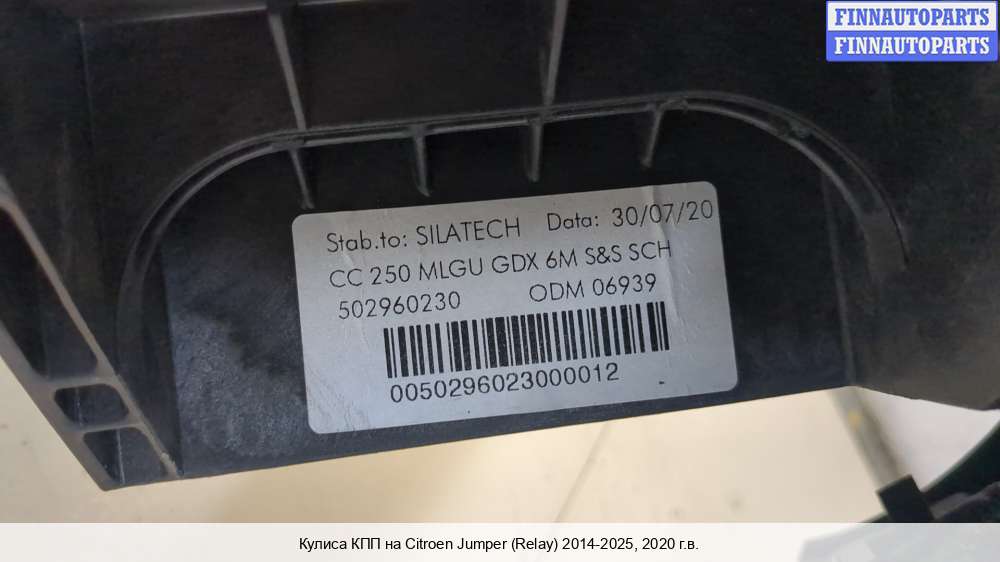 FINNAUTOPARTS
FINNAUTOPARTS
Stab.to: SILATECH Data: 30/07/20
CC 250 MLGU GDX 6M S&S SCH
502960230 ODM 06939
0050296023000012
Кулиса КПП на Citroen Jumper (Relay) 2014-2025, 2020 г.в.